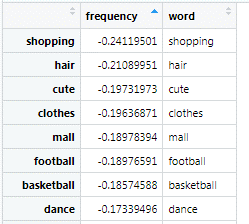 frequency word
shopping -0.24119501 shopping
hair -0.21089951 hair
cute -0.19731973 cute
clothes -0.19636871 clothes
mall -0.18978394 mall
football -0.18976591 football
basketball -0.18574588 basketball
dance -0.17339496 dance